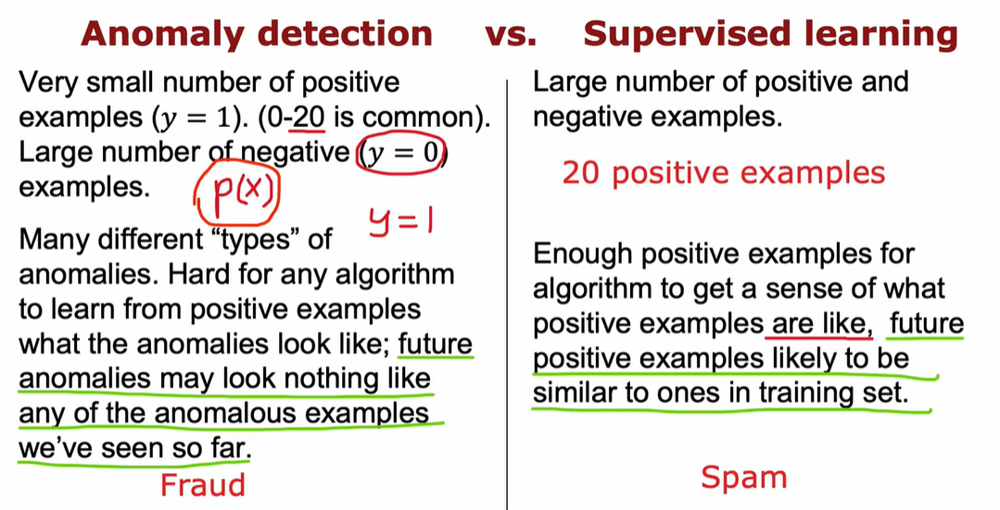 Anomaly detection vs. Supervised learning
Very small number of positive
examples (y = 1). (0-20 is common).
Large number of negative (y = 0)
examples.
p(x)
y=1
Many different “types” of
anomalies. Hard for any algorithm
to learn from positive examples
what the anomalies look like; future
anomalies may look nothing like
any of the anomalous examples
we’ve seen so far.
Fraud
Large number of positive and
negative examples.
20 positive examples
Enough positive examples for
algorithm to get a sense of what
positive examples are like, future
positive examples likely to be
similar to ones in training set.
Spam